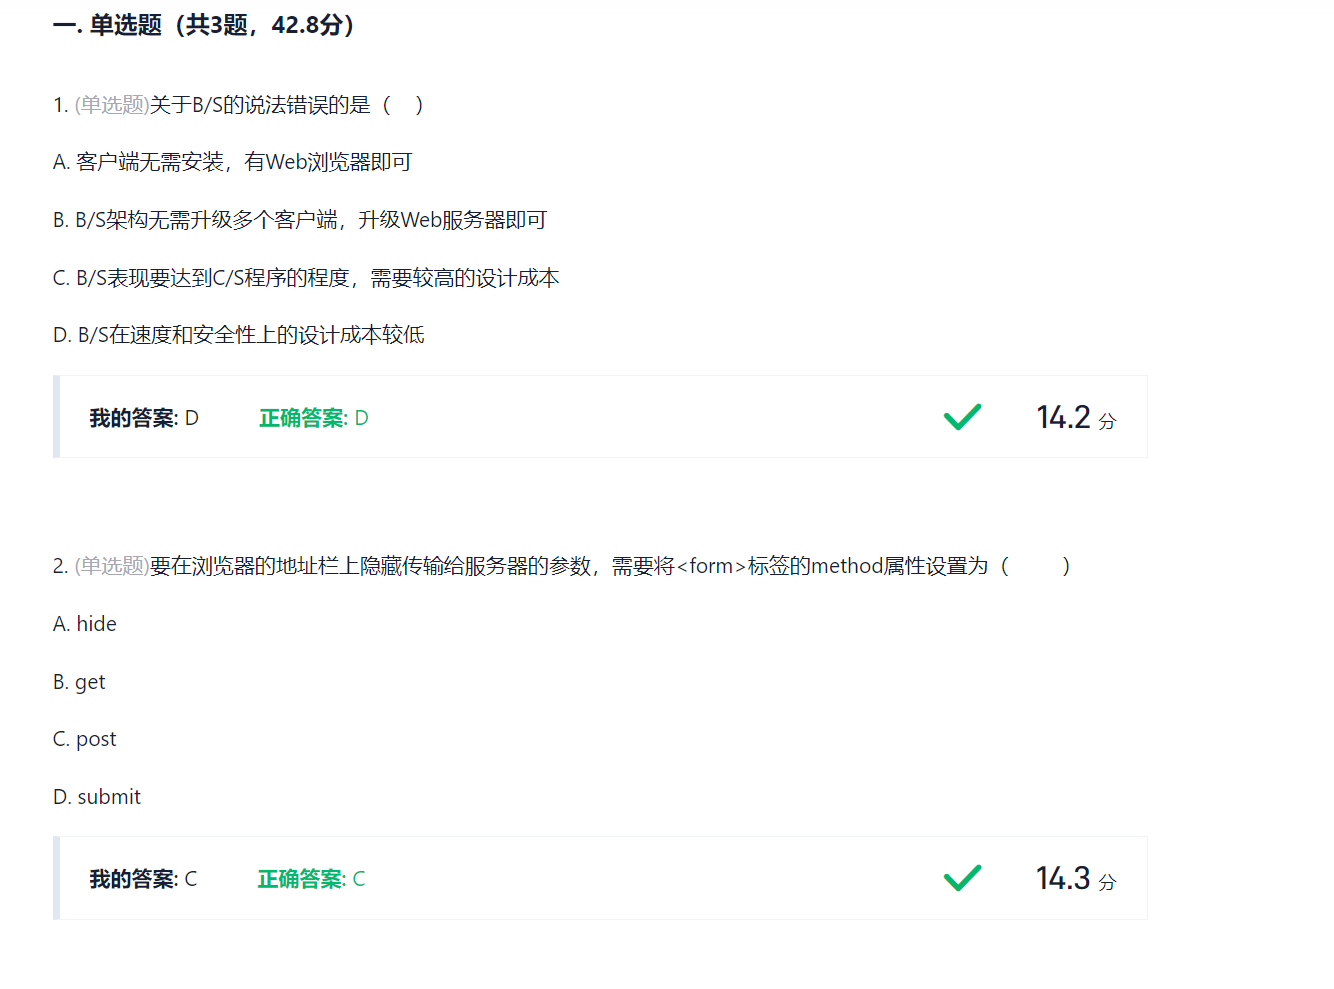 一. 单选题（共3题，42.8分）
1. (单选题)关于B/S的说法错误的是（ ）
A. 客户端无需安装，有Web浏览器即可
B. B/S架构无需升级多个客户端，升级Web服务器即可
C. B/S表现要达到C/S程序的程度，需要较高的设计成本
D. B/S在速度和安全性上的设计成本较低
我的答案: D 正确答案: D 14.2 分
2. (单选题)要在浏览器的地址栏上隐藏传输给服务器的参数，需要将<form>标签的method属性设置为（ ）
A. hide
B. get
C. post
D. submit
我的答案: C 正确答案: C 14.3 分